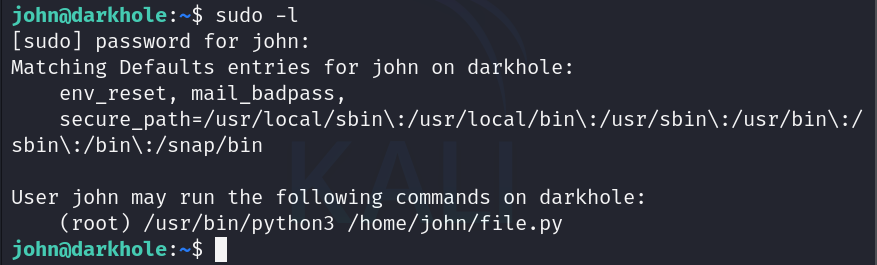 john@darkhole:~$ sudo -l
[sudo] password for john:
Matching Defaults entries for john on darkhole:
    env_reset, mail_badpass,
    secure_path=/usr/local/sbin\:/usr/local/bin\:/usr/sbin\:/usr/bin\:/
sbin\:/bin\:/snap/bin
KALI
User john may run the following commands on darkhole:
    (root) /usr/bin/python3 /home/john/file.py
john@darkhole:~$